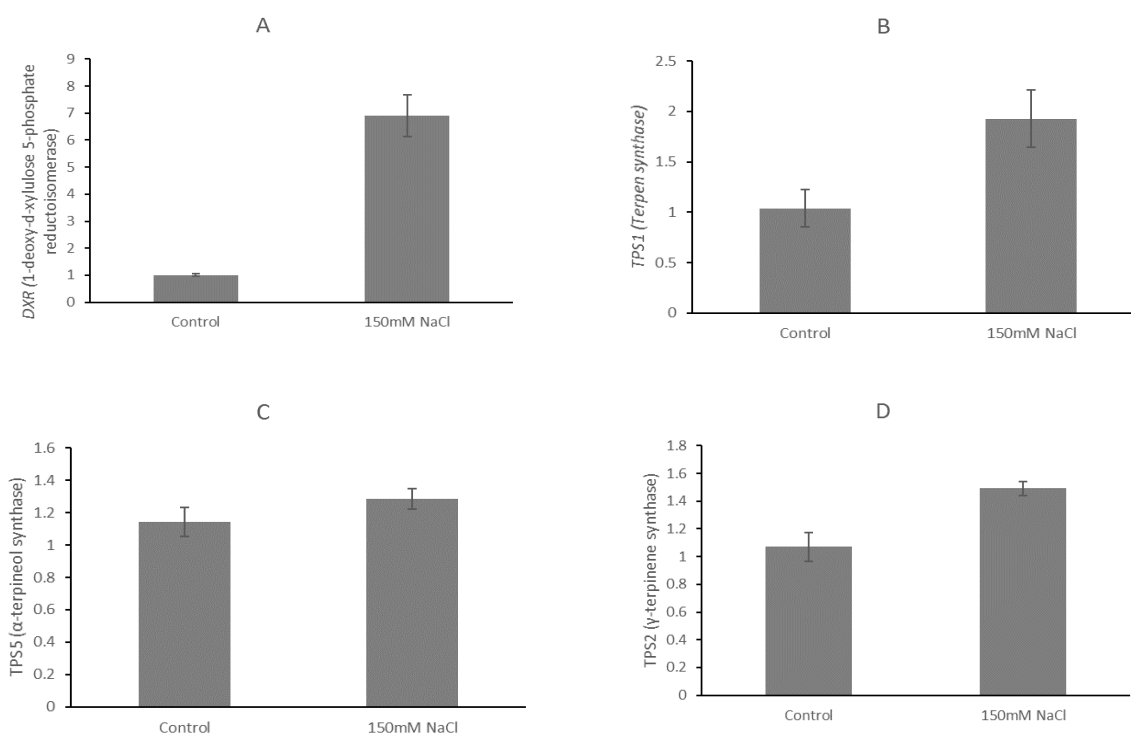 A
DXR (1-deoxy-d-xylulose 5-phosphate
reductoisomerase)
9
8
7
6
5
4
3
2
1
0
Control
150mM NaCl
B
TPS1 (Terpen synthase)
2.5
2
1.5
1
0.5
0
Control
150mM NaCl
C
TPS5 (α-terpineol synthase)
1.6
1.4
1.2
1
0.8
0.6
0.4
0.2
0
Control
150mM NaCl
D
TPS2 (γ-terpinene synthase)
1.8
1.6
1.4
1.2
1
0.8
0.6
0.4
0.2
0
Control
150mM NaCl